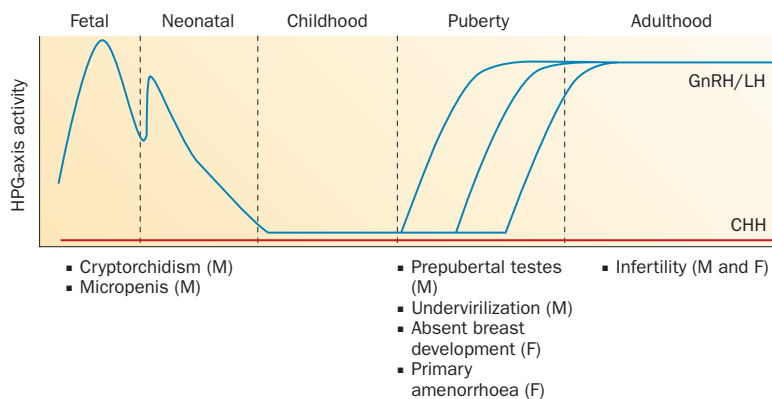 Fetal Neonatal Childhood Puberty Adulthood
HPG-axis activity
GnRH/LH
CHH
▪ Cryptorchidism (M)
▪ Micropenis (M)
▪ Prepubertal testes
(M)
▪ Undervirilization (M)
▪ Absent breast
development (F)
▪ Primary
amenorrhoea (F)
▪ Infertility (M and F)